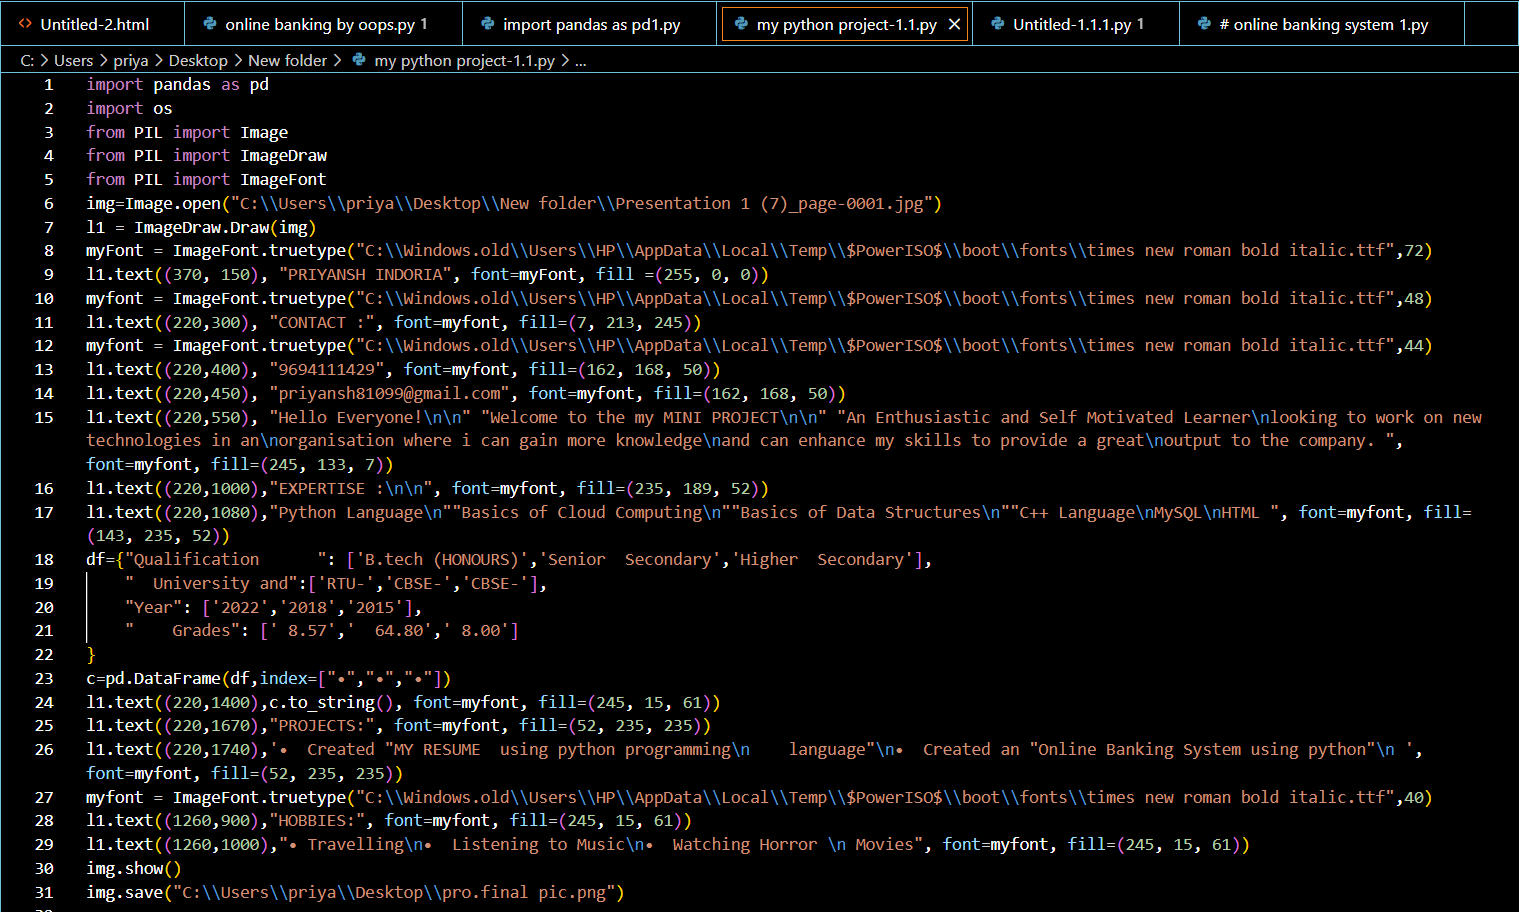 Untitled-2.html online banking by oops.py 1 import pandas as pd1.py my python project-1.1.py Untitled-1.1.1.py 1 # online banking system 1.py
C: > Users > priya > Desktop > New folder > my python project-1.1.py > ...
1 import pandas as pd
2 import os
3 from PIL import Image
4 from PIL import ImageDraw
5 from PIL import ImageFont
6 img=Image.open("C:\\Users\\priya\\Desktop\\New folder\\Presentation 1 (7)_page-0001.jpg")
7 l1 = ImageDraw.Draw(img)
8 myFont = ImageFont.truetype("C:\\Windows.old\\Users\\HP\\AppData\\Local\\Temp\\$PowerISO$\\boot\\fonts\\times new roman bold italic.ttf",72)
9 l1.text((370, 150), "PRIYANSH INDORIA", font=myFont, fill =(255, 0, 0))
10 myfont = ImageFont.truetype("C:\\Windows.old\\Users\\HP\\AppData\\Local\\Temp\\$PowerISO$\\boot\\fonts\\times new roman bold italic.ttf",48)
11 l1.text((220,300), "CONTACT :", font=myfont, fill=(7, 213, 245))
12 myfont = ImageFont.truetype("C:\\Windows.old\\Users\\HP\\AppData\\Local\\Temp\\$PowerISO$\\boot\\fonts\\times new roman bold italic.ttf",44)
13 l1.text((220,400), "9694111429", font=myfont, fill=(162, 168, 50))
14 l1.text((220,450), "priyansh81099@gmail.com", font=myfont, fill=(162, 168, 50))
15 l1.text((220,550), "Hello Everyone!\n\n" "Welcome to the my MINI PROJECT\n\n" "An Enthusiastic and Self Motivated Learner\nlooking to work on new
technologies in an\norganisation where i can gain more knowledge\nand can enhance my skills to provide a great\noutput to the company. ",
font=myfont, fill=(245, 133, 7))
16 l1.text((220,1000),"EXPERTISE :\n\n", font=myfont, fill=(235, 189, 52))
17 l1.text((220,1080),"Python Language\n""Basics of Cloud Computing\n""Basics of Data Structures\n""C++ Language\nMySQL\nHTML ", font=myfont, fill=
(143, 235, 52))
18 df={"Qualification      ": ['B.tech (HONOURS)','Senior  Secondary','Higher  Secondary'],
19     "  University and":['RTU-','CBSE-','CBSE-'],
20     "Year": ['2022','2018','2015'],
21     "    Grades": [' 8.57','  64.80',' 8.00']
22 }
23 c=pd.DataFrame(df,index=["•","•","•"])
24 l1.text((220,1400),c.to_string(), font=myfont, fill=(245, 15, 61))
25 l1.text((220,1670),"PROJECTS:", font=myfont, fill=(52, 235, 235))
26 l1.text((220,1740),'•  Created "MY RESUME  using python programming\n    language"\n•  Created an "Online Banking System using python"\n ',
font=myfont, fill=(52, 235, 235))
27 myfont = ImageFont.truetype("C:\\Windows.old\\Users\\HP\\AppData\\Local\\Temp\\$PowerISO$\\boot\\fonts\\times new roman bold italic.ttf",40)
28 l1.text((1260,900),"HOBBIES:", font=myfont, fill=(245, 15, 61))
29 l1.text((1260,1000),"• Travelling\n•  Listening to Music\n•  Watching Horror \n Movies", font=myfont, fill=(245, 15, 61))
30 img.show()
31 img.save("C:\\Users\\priya\\Desktop\\pro.final pic.png")